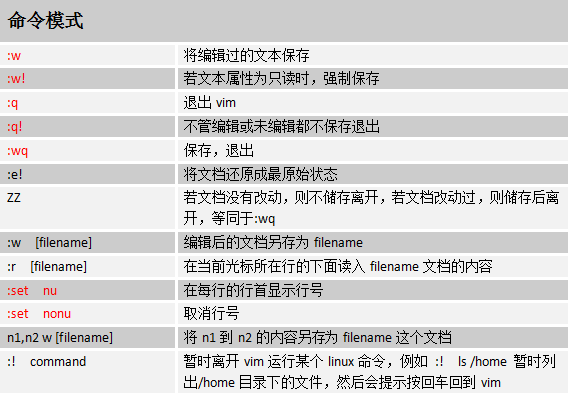 命令模式
:w 将编辑过的文本保存
:w! 若文本属性为只读时，强制保存
:q 退出 vim
:q! 不管编辑或未编辑都不保存退出
:wq 保存，退出
:e! 将文档还原成最原始状态
ZZ 若文档没有改动，则不储存离开，若文档改动过，则储存后离
开，等同于:wq
:w [filename] 编辑后的文档另存为 filename
:r [filename] 在当前光标所在行的下面读入 filename 文档的内容
:set nu 在每行的行首显示行号
:set nonu 取消行号
n1,n2 w [filename] 将 n1 到 n2 的内容另存为 filename 这个文档
:! command 暂时离开 vim 运行某个 linux 命令，例如 :! ls /home 暂时列
出/home 目录下的文件，然后会提示按回车回到 vim